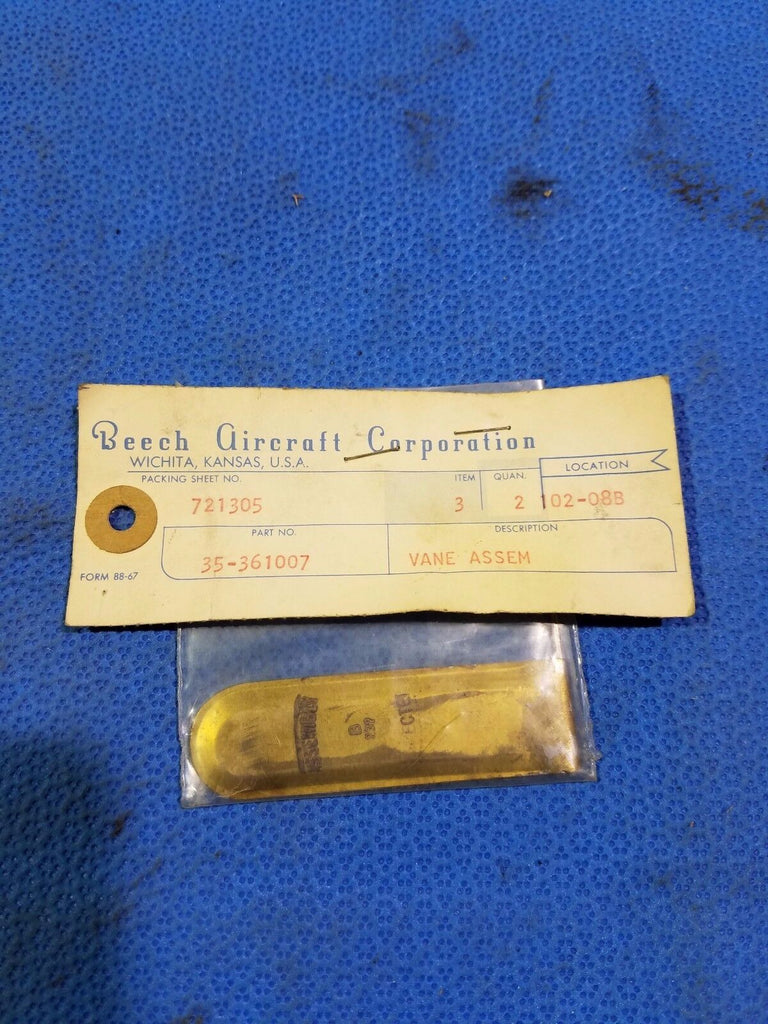 Beech Aircraft Corporation
WICHITA, KANSAS, U.S.A.
PACKING SHEET NO. ITEM QUAN. LOCATION
721305 3 2 102-08B
PART NO. DESCRIPTION
35-361007 VANE ASSEM
FORM 88-67
B